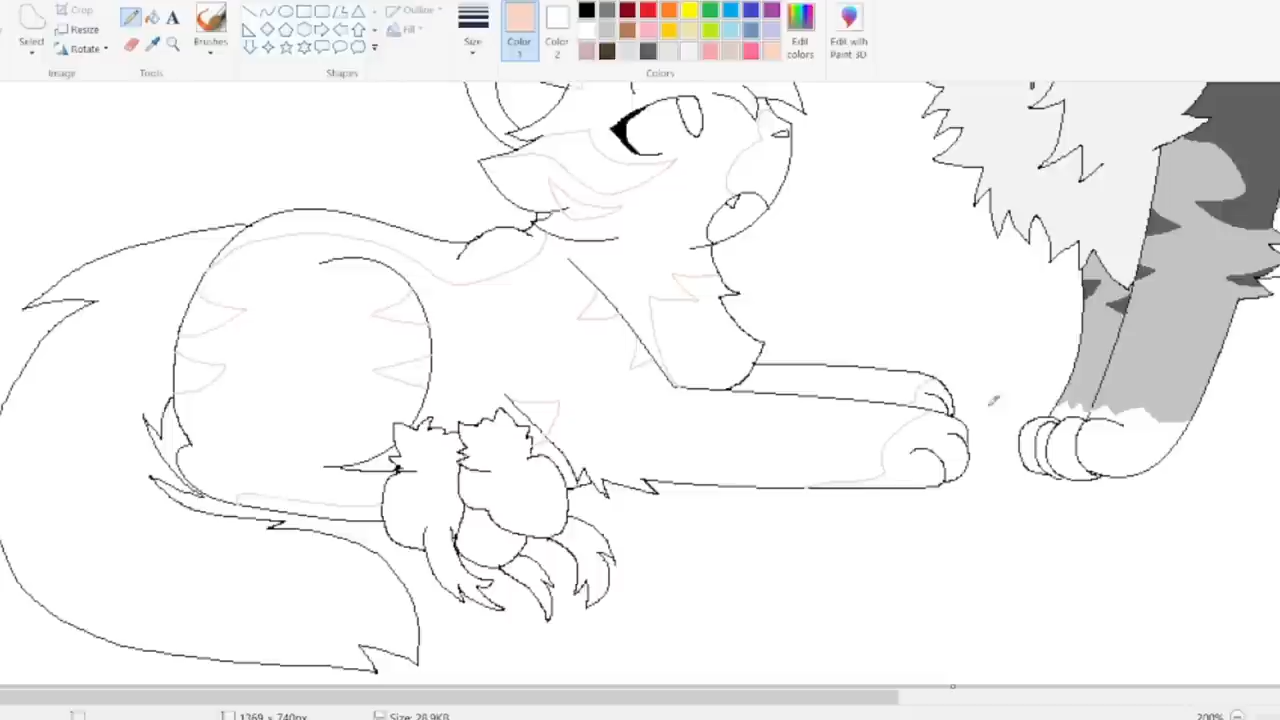 Select
Crop
Resize
Rotate
Image
A
Tools
Brushes
Shapes
Outline
Fill
Size
Color
1
Color
2
Colors
Edit
colors
Edit with
Paint 3D
1369 × 740px
Size: 28.9KB
200%